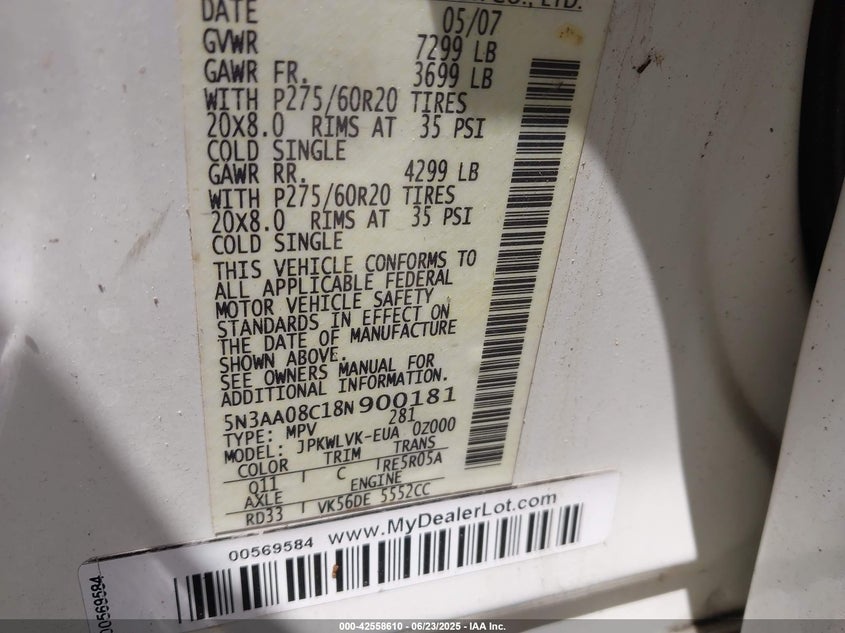 CO., LTD.
DATE 05/07
GVWR 7299 LB
GAWR FR. 3699 LB
WITH P275/60R20 TIRES
20X8.0 RIMS AT 35 PSI
COLD SINGLE
GAWR RR. 4299 LB
WITH P275/60R20 TIRES
20X8.0 RIMS AT 35 PSI
COLD SINGLE
THIS VEHICLE CONFORMS TO
ALL APPLICABLE FEDERAL
MOTOR VEHICLE SAFETY
STANDARDS IN EFFECT ON
THE DATE OF MANUFACTURE
SHOWN ABOVE.
SEE OWNERS MANUAL FOR
ADDITIONAL INFORMATION.
5N3AA08C18N900181
TYPE: MPV 281
MODEL: JPKWLVK-EUA 0Z000
COLOR TRIM TRANS
Q11 C RE5R05A
AXLE ENGINE
RD33 VK56DE 5552CC
00569584 www.MyDealerLot.com
00569584
000-42558610 - 06/23/2025 - IAA Inc.